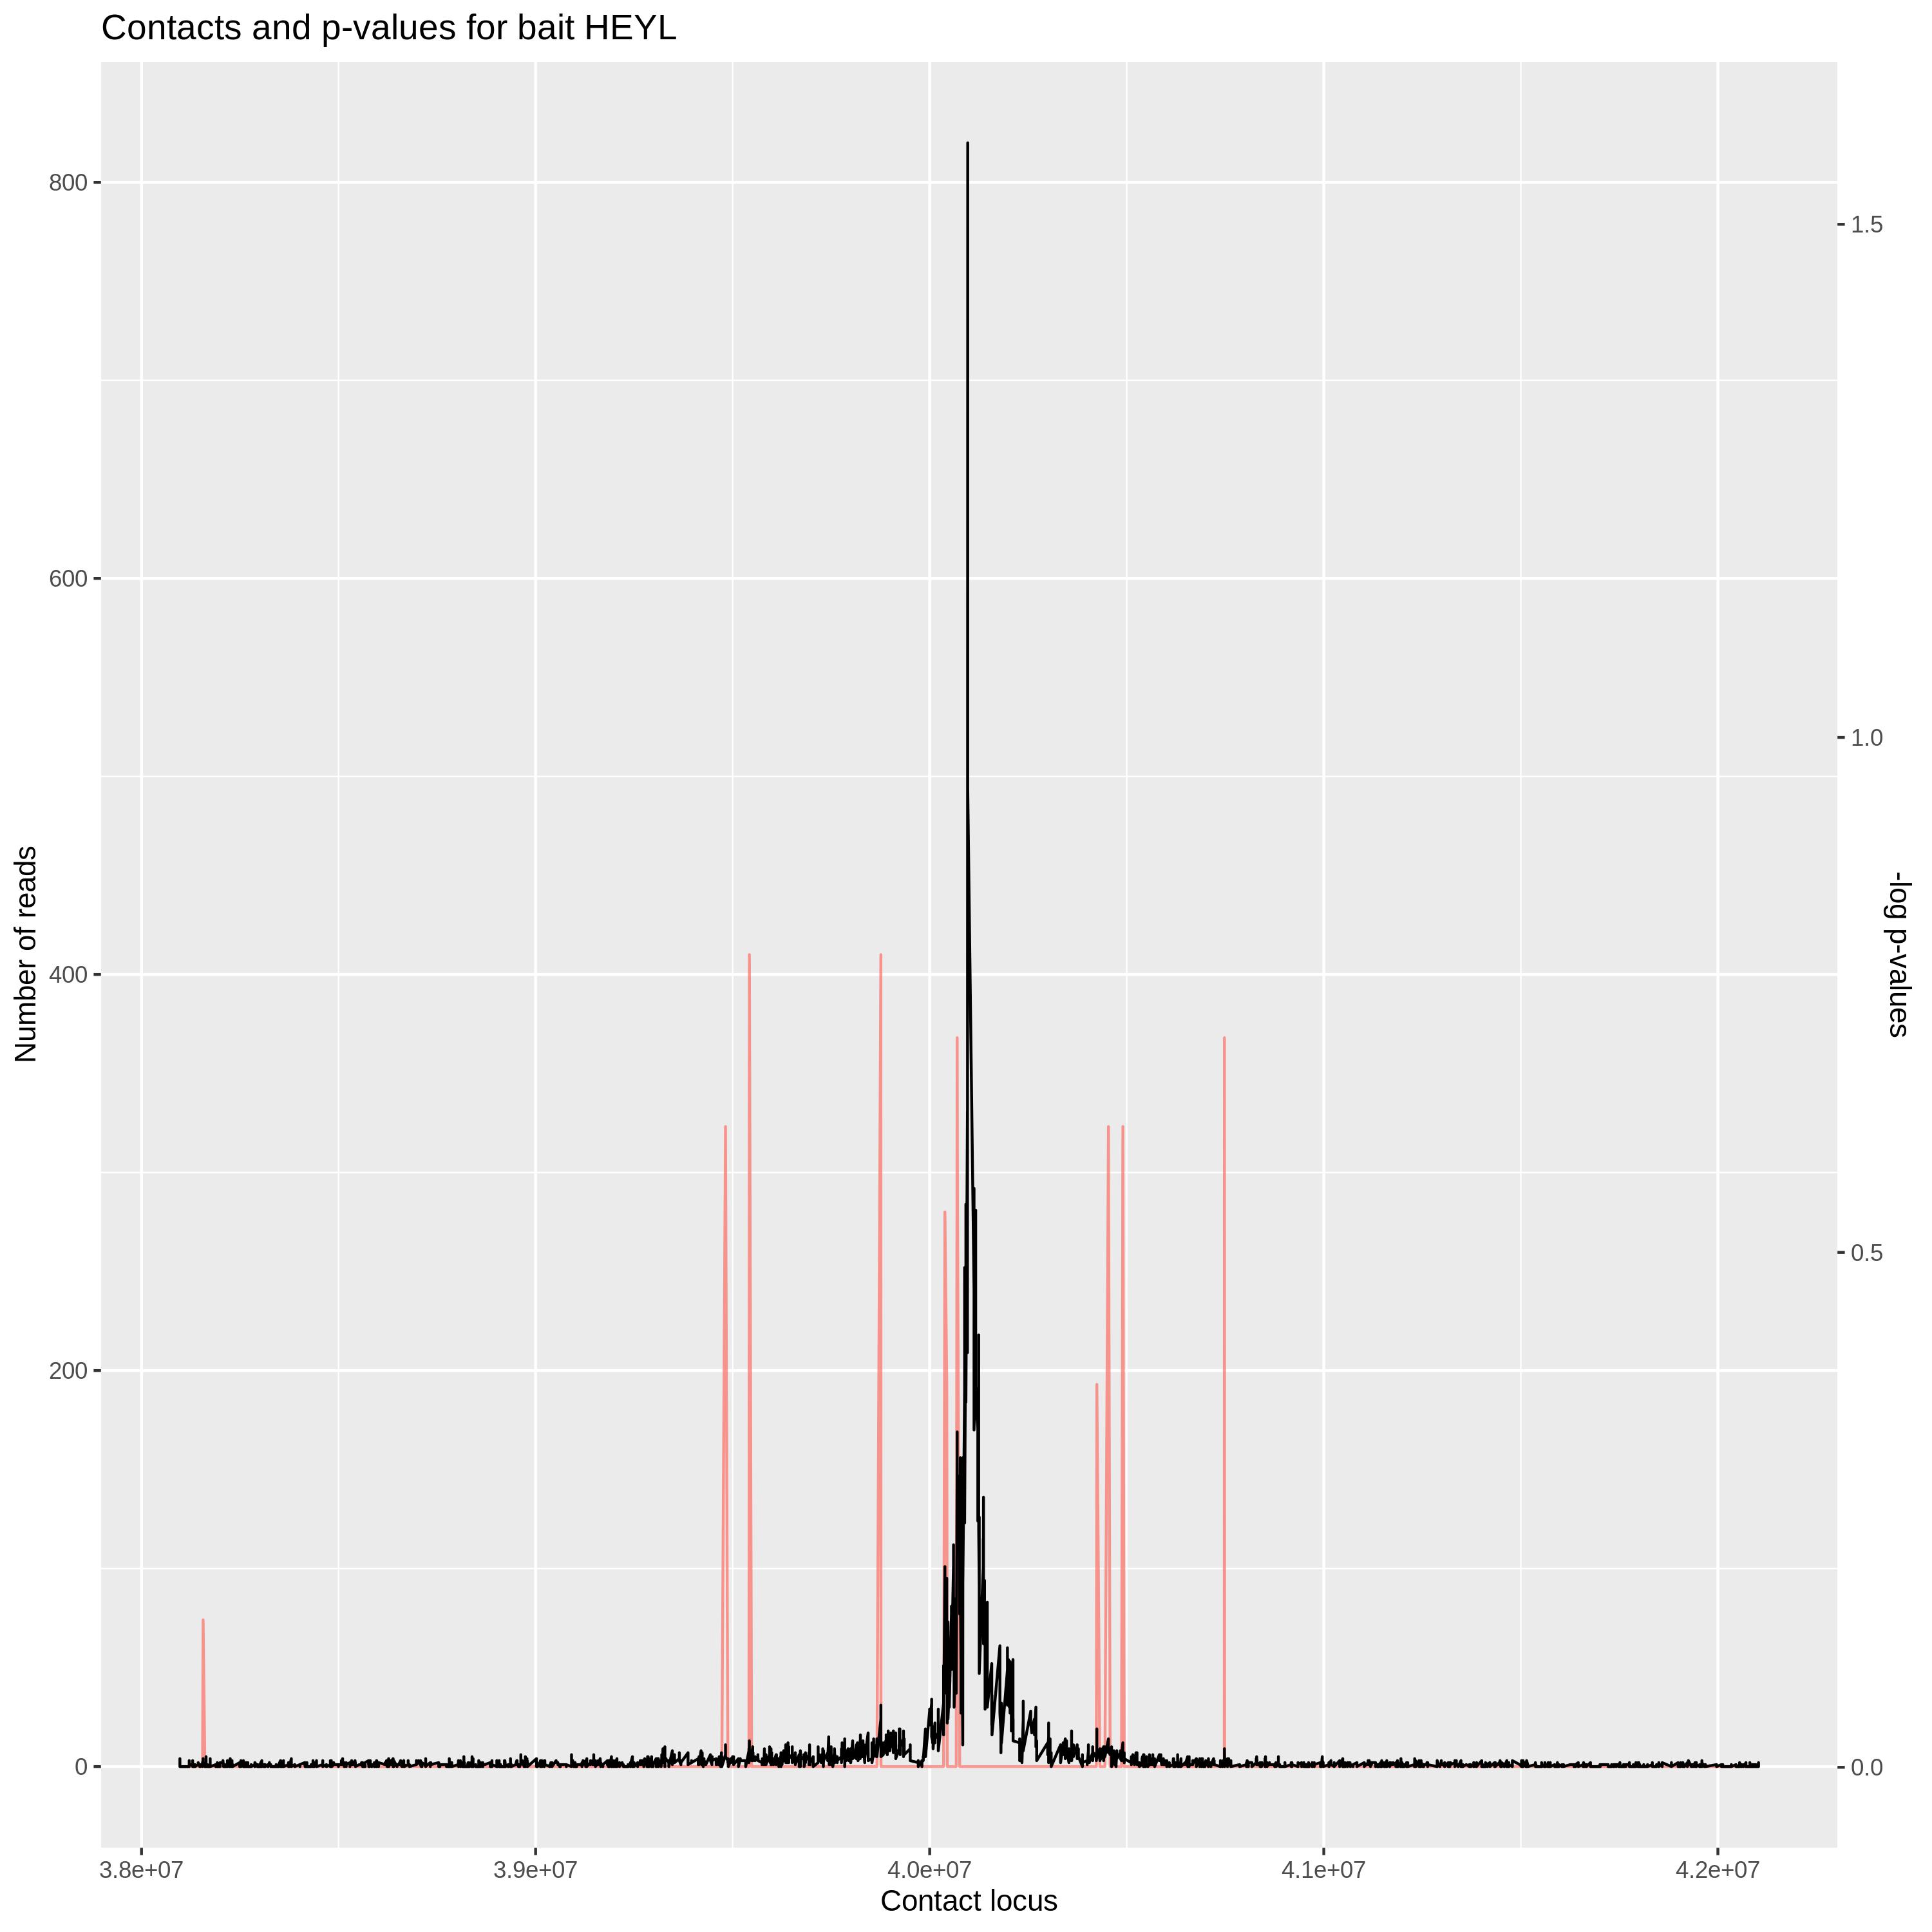 Contacts and p-values for bait HEYL
800
600
400
200
0
Number of reads
1.5
1.0
0.5
0.0
-log p-values
3.8e+07
3.9e+07
4.0e+07
4.1e+07
4.2e+07
Contact locus